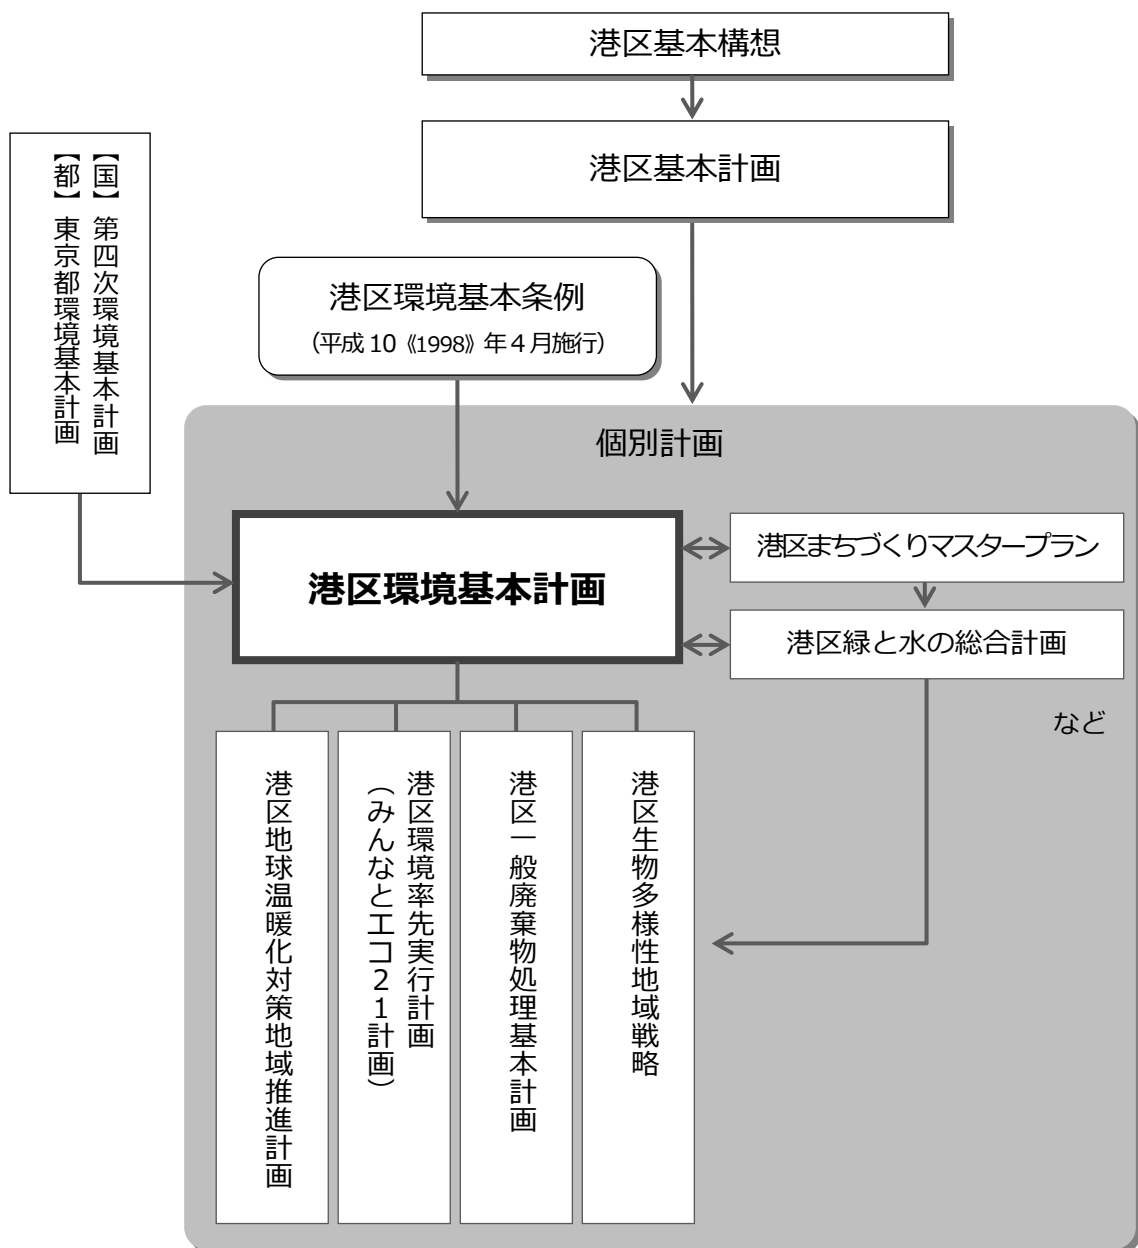 港区基本構想
港区基本計画
【国】第四次環境基本計画
【都】東京都環境基本計画
港区環境基本条例
(平成10《1998》年4月施行)
個別計画
港区環境基本計画
港区まちづくりマスタープラン
港区緑と水の総合計画
など
港区地球温暖化対策地域推進計画
港区環境率先実行計画
(みんなとエコ21計画)
港区一般廃棄物処理基本計画
港区生物多様性地域戦略